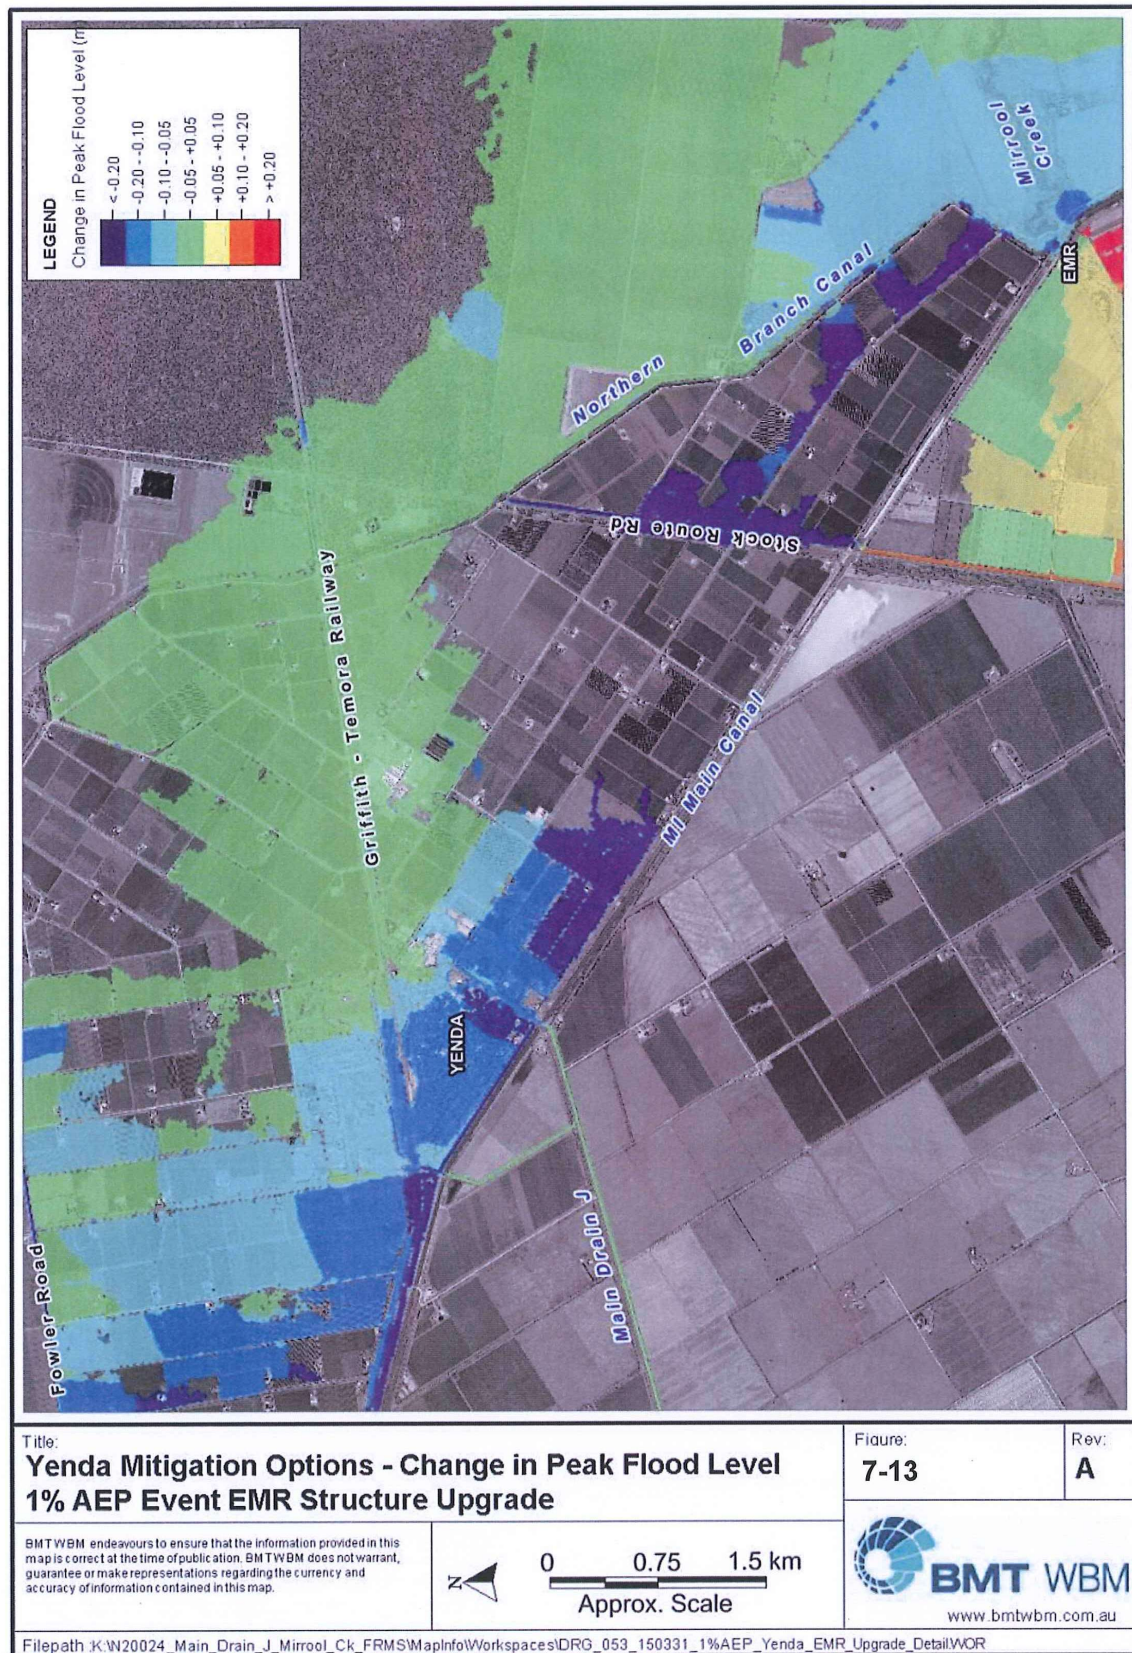 LEGEND
Change in Peak Flood Level (m)
< -0.20
-0.20 - -0.10
-0.10 - -0.05
-0.05 - +0.05
+0.05 - +0.10
+0.10 - +0.20
> +0.20
Mirrool
Creek
EMR
Northern Branch Canal
Stock Route Rd
Griffith - Temora Railway
MI Main Canal
YENDA
Main Drain J
Fowler Road
Title:
Yenda Mitigation Options - Change in Peak Flood Level
1% AEP Event EMR Structure Upgrade
Figure:
7-13
Rev:
A
BMT WBM endeavours to ensure that the information provided in this
map is correct at the time of publication. BMT WBM does not warrant,
guarantee or make representations regarding the currency and
accuracy of information contained in this map.
N
0 0.75 1.5 km
Approx. Scale
BMT WBM
www.bmtwbm.com.au
Filepath :K:\N20024_Main_Drain_J_Mirrool_Ck_FRMS\MapInfo\Workspaces\DRG_053_150331_1%AEP_Yenda_EMR_Upgrade_Detail.WOR